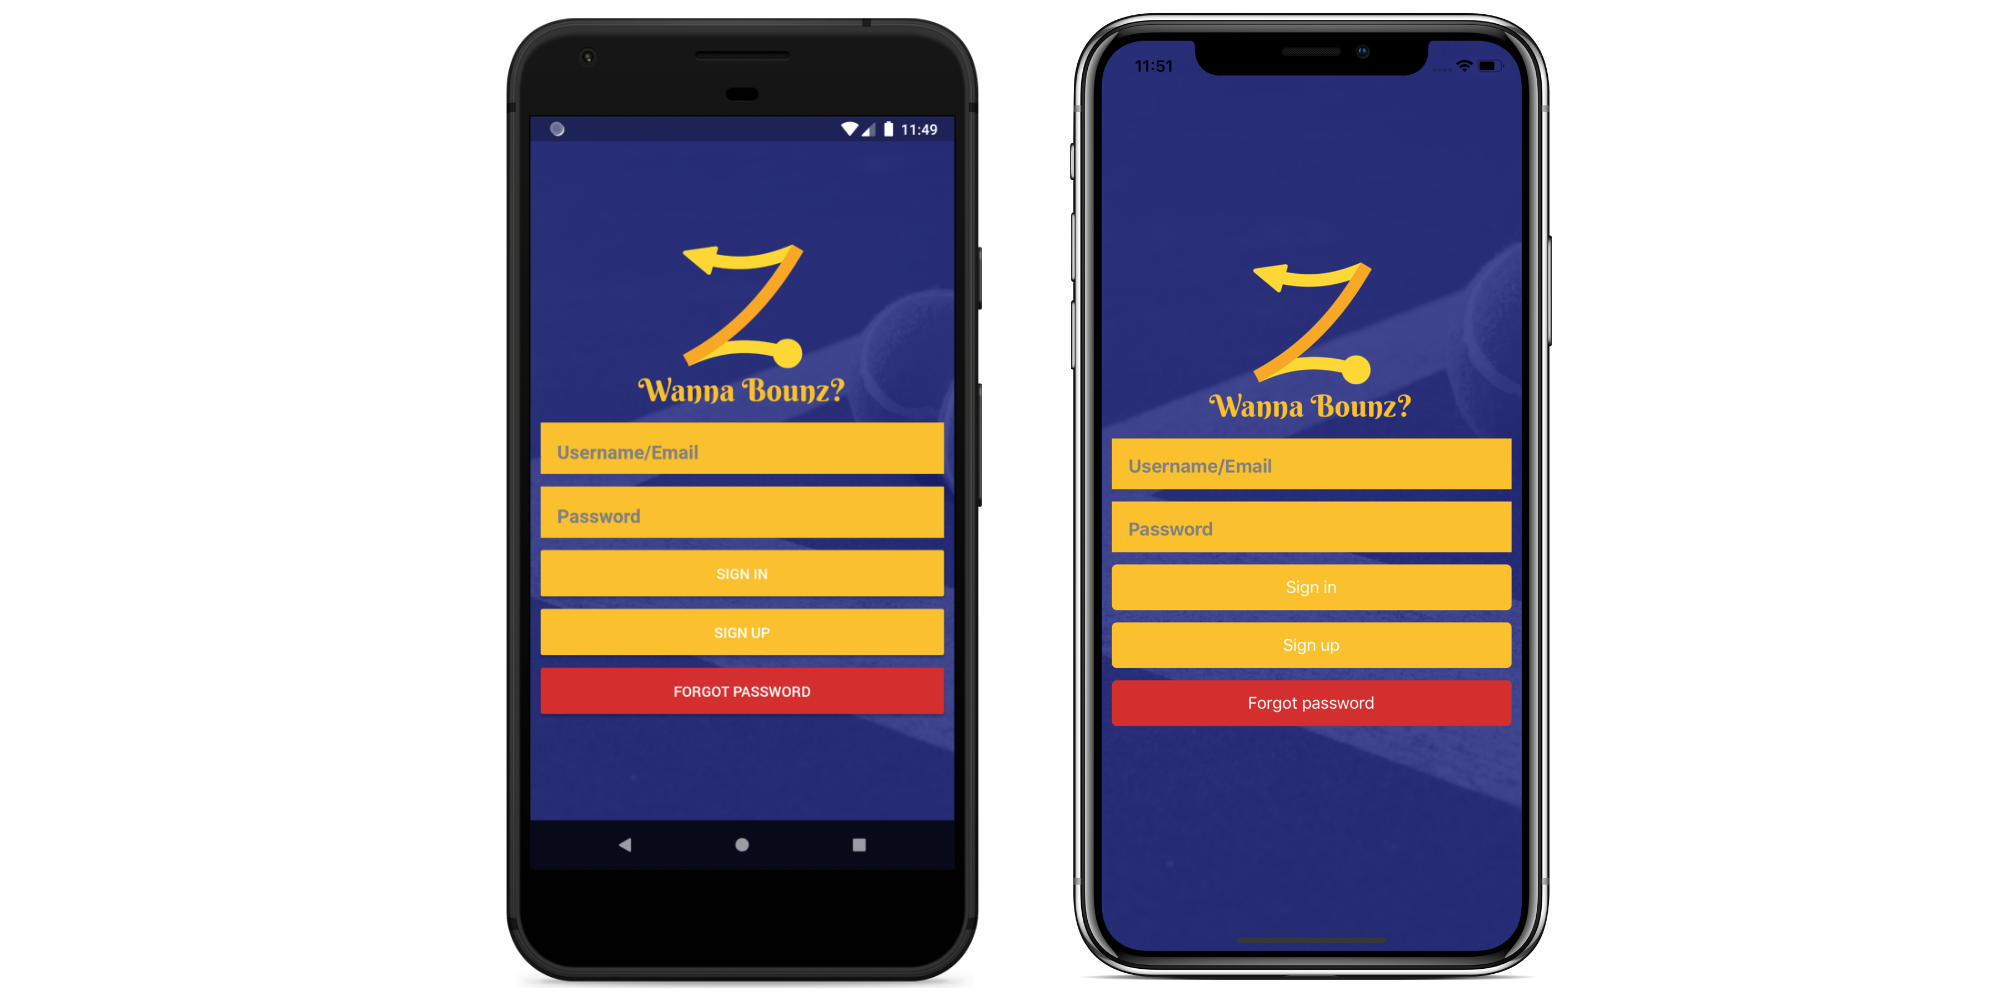 11:49
Wanna Bounz?
Username/Email
Password
SIGN IN
SIGN UP
FORGOT PASSWORD
11:51
Wanna Bounz?
Username/Email
Password
Sign in
Sign up
Forgot password